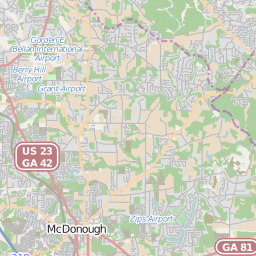 Gorden E
Bellah International
Airport
Berry Hill
Airport
Grant Airport
US 23
GA 42
Zips Airport
McDonough
GA 81